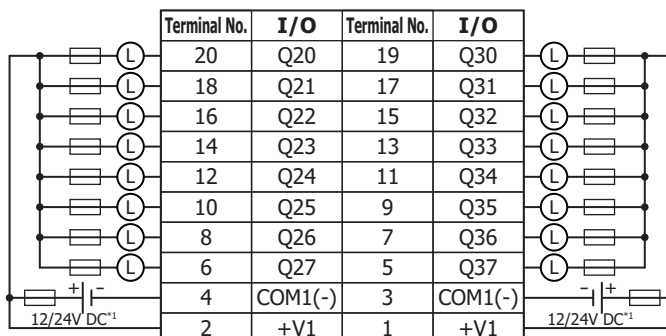 Terminal No. I/O Terminal No. I/O
L 20 Q20 19 Q30 L
L 18 Q21 17 Q31 L
L 16 Q22 15 Q32 L
L 14 Q23 13 Q33 L
L 12 Q24 11 Q34 L
L 10 Q25 9 Q35 L
L 8 Q26 7 Q36 L
L 6 Q27 5 Q37 L
+ - 4 COM1(-) 3 COM1(-) - +
12/24V DC*1 2 +V1 1 +V1 12/24V DC*1